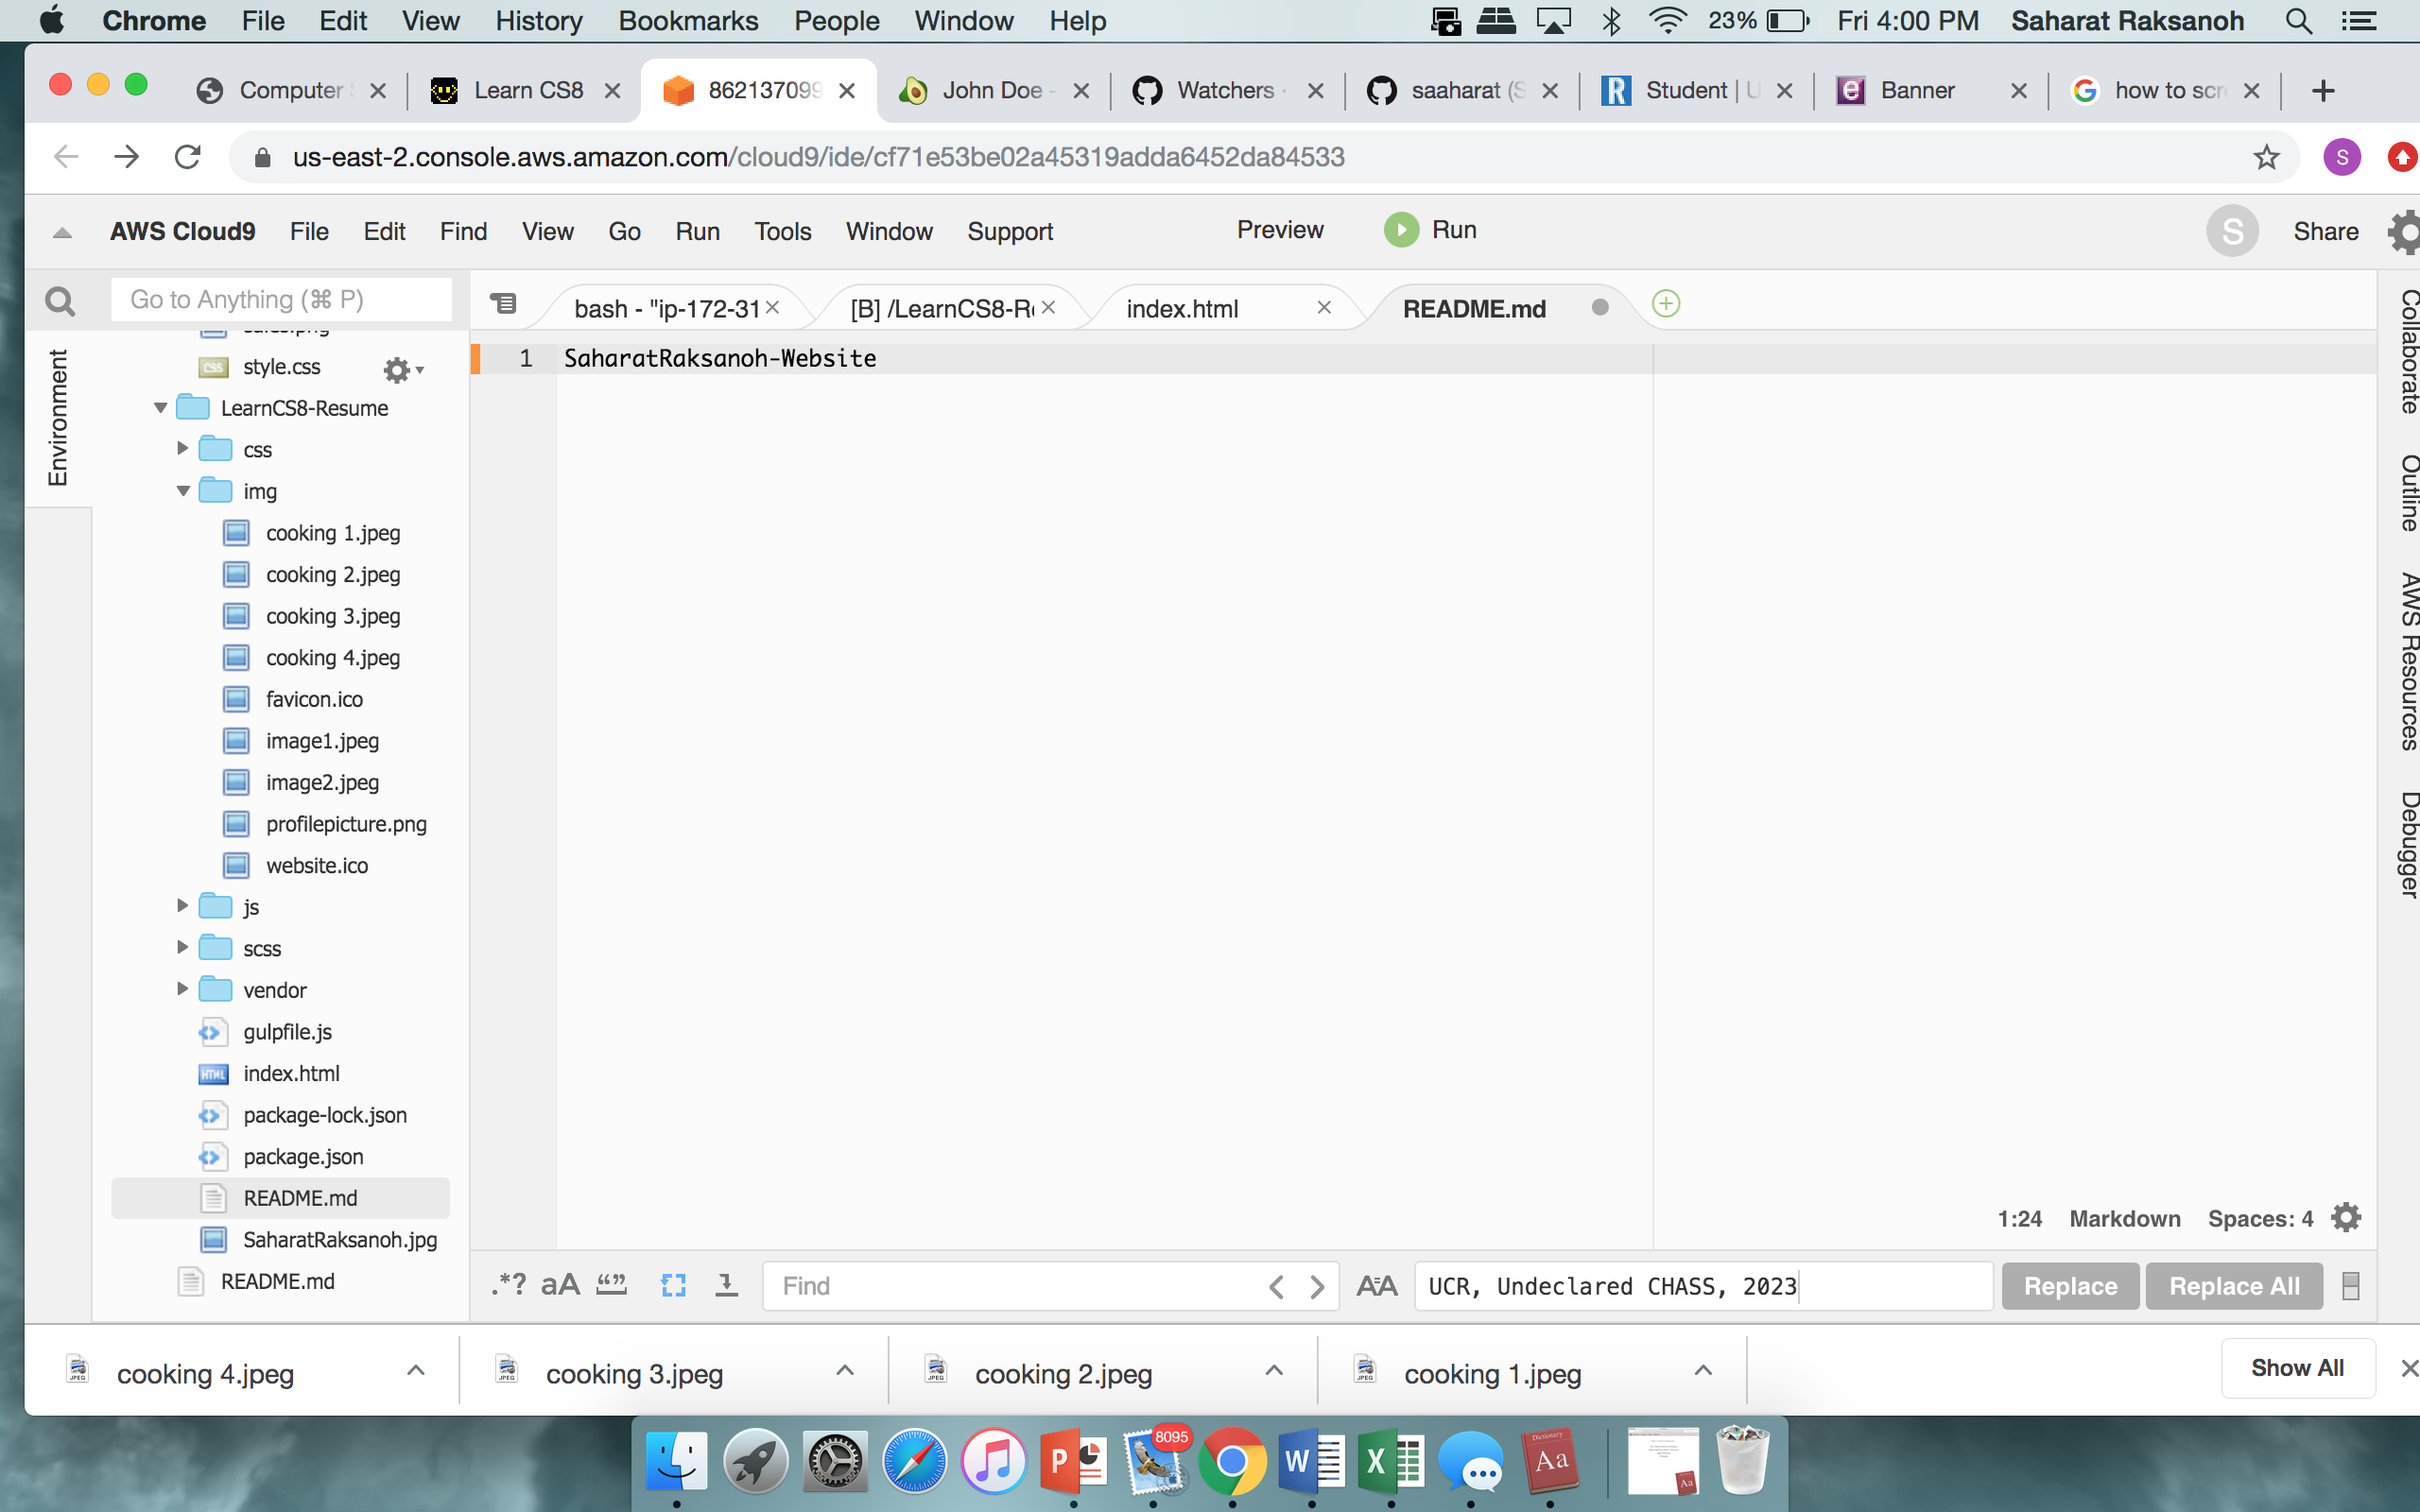 Chrome File Edit View History Bookmarks People Window Help 23% Fri 4:00 PM Saharat Raksanoh
Computer Learn CS8 862137099 John Doe - Watchers · saaharat (S Student | U Banner how to scr
us-east-2.console.aws.amazon.com/cloud9/ide/cf71e53be02a45319adda6452da84533 S
AWS Cloud9 File Edit Find View Go Run Tools Window Support Preview Run S Share
Go to Anything (⌘ P) bash - "ip-172-31 [B] /LearnCS8-R index.html README.md
1 SaharatRaksanoh-Website
style.css
LearnCS8-Resume
css
img
cooking 1.jpeg
cooking 2.jpeg
cooking 3.jpeg
cooking 4.jpeg
favicon.ico
image1.jpeg
image2.jpeg
profilepicture.png
website.ico
js
scss
vendor
gulpfile.js
index.html
package-lock.json
package.json
README.md
SaharatRaksanoh.jpg
README.md
Environment
Collaborate
Outline
AWS Resources
Debugger
1:24 Markdown Spaces: 4
.*? aA Find UCR, Undeclared CHASS, 2023 Replace Replace All
cooking 4.jpeg cooking 3.jpeg cooking 2.jpeg cooking 1.jpeg Show All
8095
Dictionary
Aa